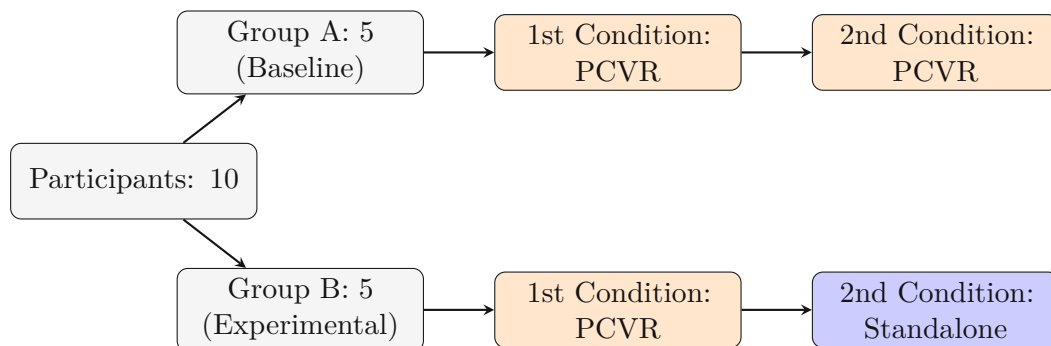 Group A: 5
(Baseline)
1st Condition:
PCVR
2nd Condition:
PCVR
Participants: 10
Group B: 5
(Experimental)
1st Condition:
PCVR
2nd Condition:
Standalone